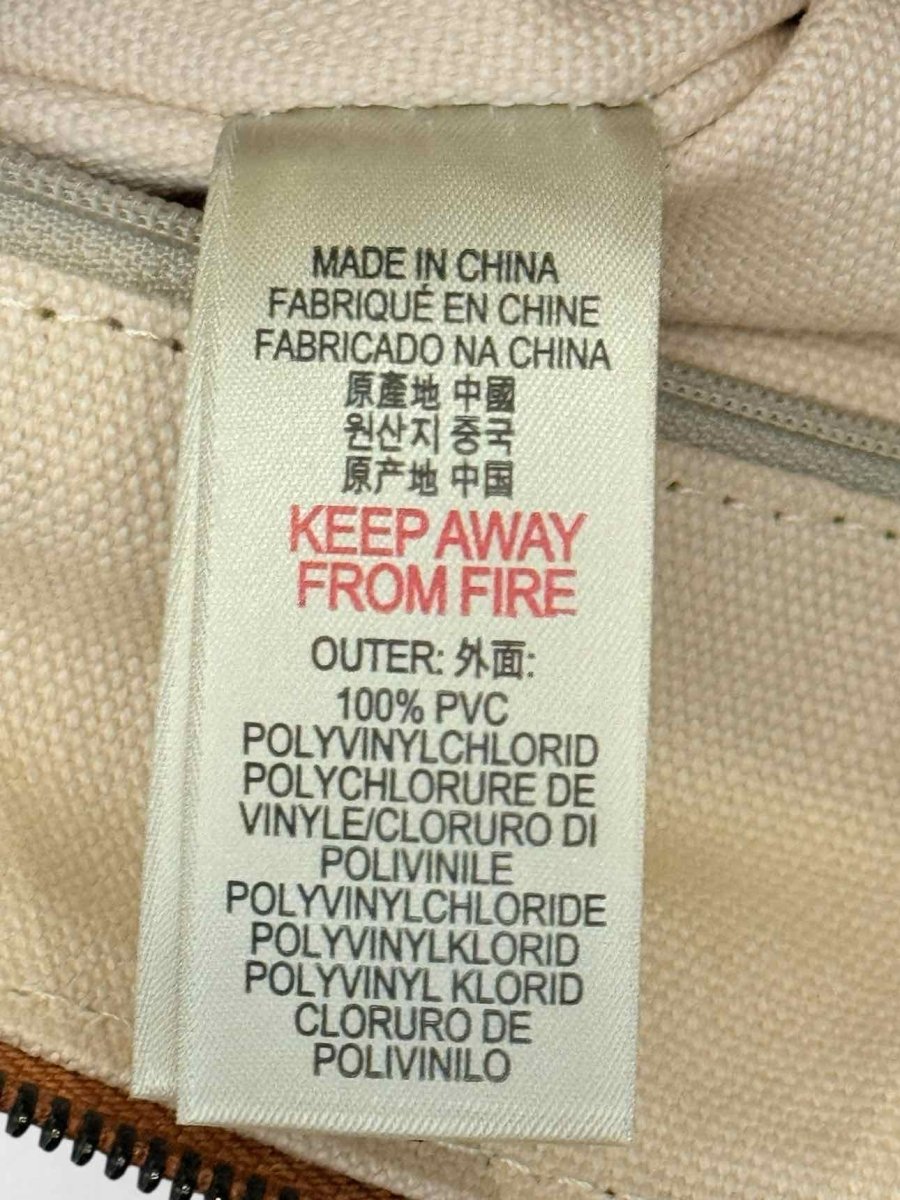 MADE IN CHINA
FABRIQUÉ EN CHINE
FABRICADO NA CHINA
原產地 中國
원산지 중국
原产地 中国
KEEP AWAY
FROM FIRE
OUTER: 外面:
100% PVC
POLYVINYLCHLORID
POLYCHLORURE DE
VINYLE/CLORURO DI
POLIVINILE
POLYVINYLCHLORIDE
POLYVINYLKLORID
POLYVINYL KLORID
CLORURO DE
POLIVINILO